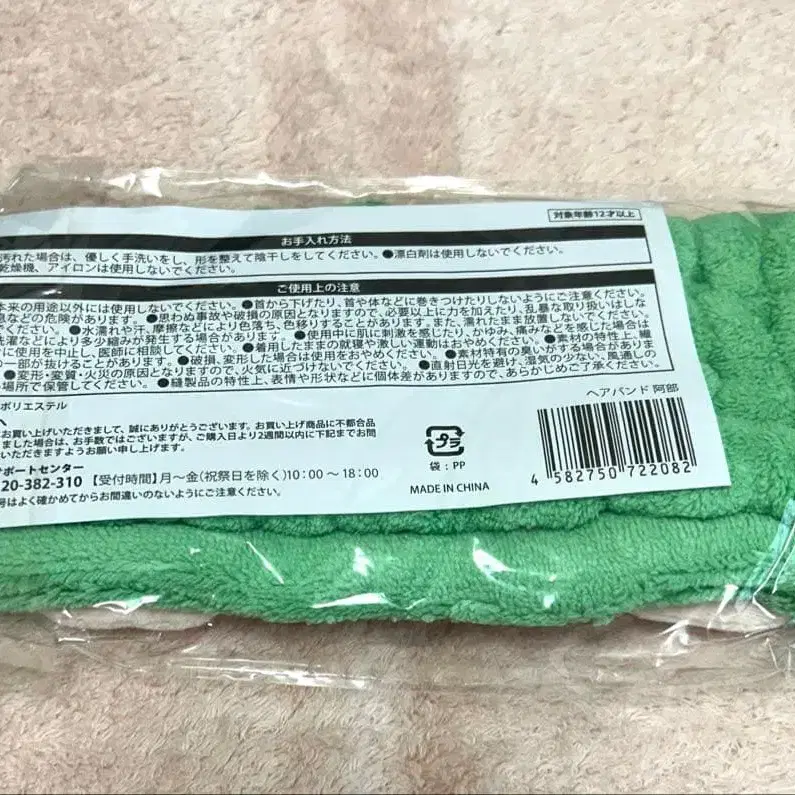 対象年齢12才以上
お手入れ方法
汚れた場合は、優しく手洗いをし、形を整えて陰干しをしてください。●漂白剤は使用しないでください。
乾燥機、アイロンは使用しないでください。
ご使用上の注意
本来の用途以外には使用しないでください。●首から下げたり、首や体などに巻きつけたりしないようにご注意ください。
息などの危険があります。●思わぬ事故や破損の原因となりますので、必要以上に力を加えたり、乱暴な取り扱いはしな
でください。●水濡れや汗、摩擦などにより色落ち、色移りすることがあります。また、濡れたまま放置しないでください。
洗濯などにより多少縮みが発生する場合があります。●使用中に肌に刺激を感じたり、かゆみ、痛みなどを感じた場合は
に使用を中止し、医師に相談してください。●着用したままの就寝や激しい運動はおやめください。●素材の特性上、繊
の一部が抜けることがあります。●破損、変形した場合は使用をおやめください。●素材特有の臭いがする場合がありま
●変形・変質・火災の原因となりますので、火気に近づけないでください。●直射日光を避け、湿気の少ない、風通しの
場所で保管してください。●縫製品の特性上、表情や形状などに個体差がありますので、あらかじめご了承ください。
ポリエステル
へ
お買い上げいただきまして、誠にありがとうございます。お買い上げ商品に不都合品
ました場合は、お手数ではございますが、ご購入日より2週間以内に下記までお問
いただきますようお願い申し上げます。
サポートセンター
20-382-310 【受付時間】月〜金(祝祭日を除く)10:00〜18:00
号はよく確かめてからお間違いのないようにご注意ください。
プラ
袋:PP
MADE IN CHINA
ヘアバンド 阿部
4 582750 722082